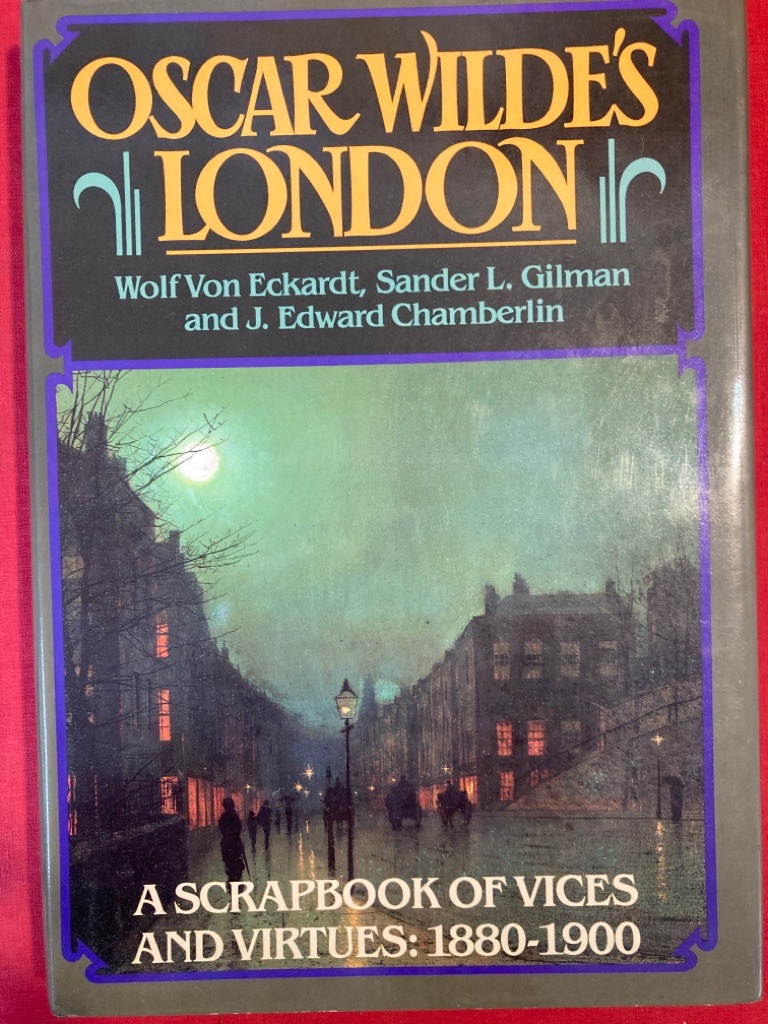 OSCAR WILDE'S
LONDON
Wolf Von Eckardt, Sander L. Gilman
and J. Edward Chamberlin
A SCRAPBOOK OF VICES
AND VIRTUES: 1880-1900